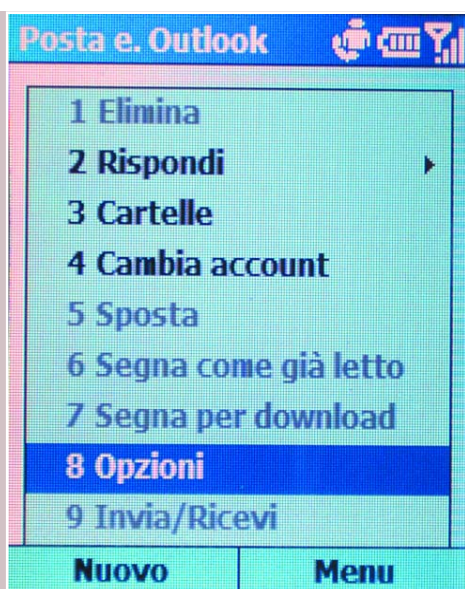 Posta e. Outlook
1 Elimina
2 Rispondi
3 Cartelle
4 Cambia account
5 Sposta
6 Segna come già letto
7 Segna per download
8 Opzioni
9 Invia/Ricevi
Nuovo Menu